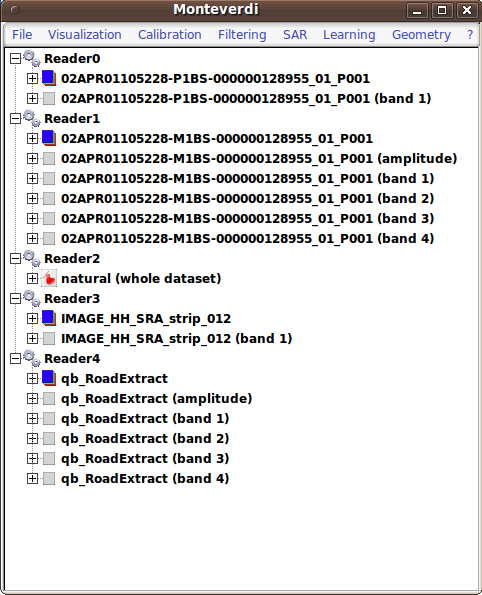 Monteverdi
File Visualization Calibration Filtering SAR Learning Geometry ?
Reader0
02APR01105228-P1BS-000000128955_01_P001
02APR01105228-P1BS-000000128955_01_P001 (band 1)
Reader1
02APR01105228-M1BS-000000128955_01_P001
02APR01105228-M1BS-000000128955_01_P001 (amplitude)
02APR01105228-M1BS-000000128955_01_P001 (band 1)
02APR01105228-M1BS-000000128955_01_P001 (band 2)
02APR01105228-M1BS-000000128955_01_P001 (band 3)
02APR01105228-M1BS-000000128955_01_P001 (band 4)
Reader2
natural (whole dataset)
Reader3
IMAGE_HH_SRA_strip_012
IMAGE_HH_SRA_strip_012 (band 1)
Reader4
qb_RoadExtract
qb_RoadExtract (amplitude)
qb_RoadExtract (band 1)
qb_RoadExtract (band 2)
qb_RoadExtract (band 3)
qb_RoadExtract (band 4)